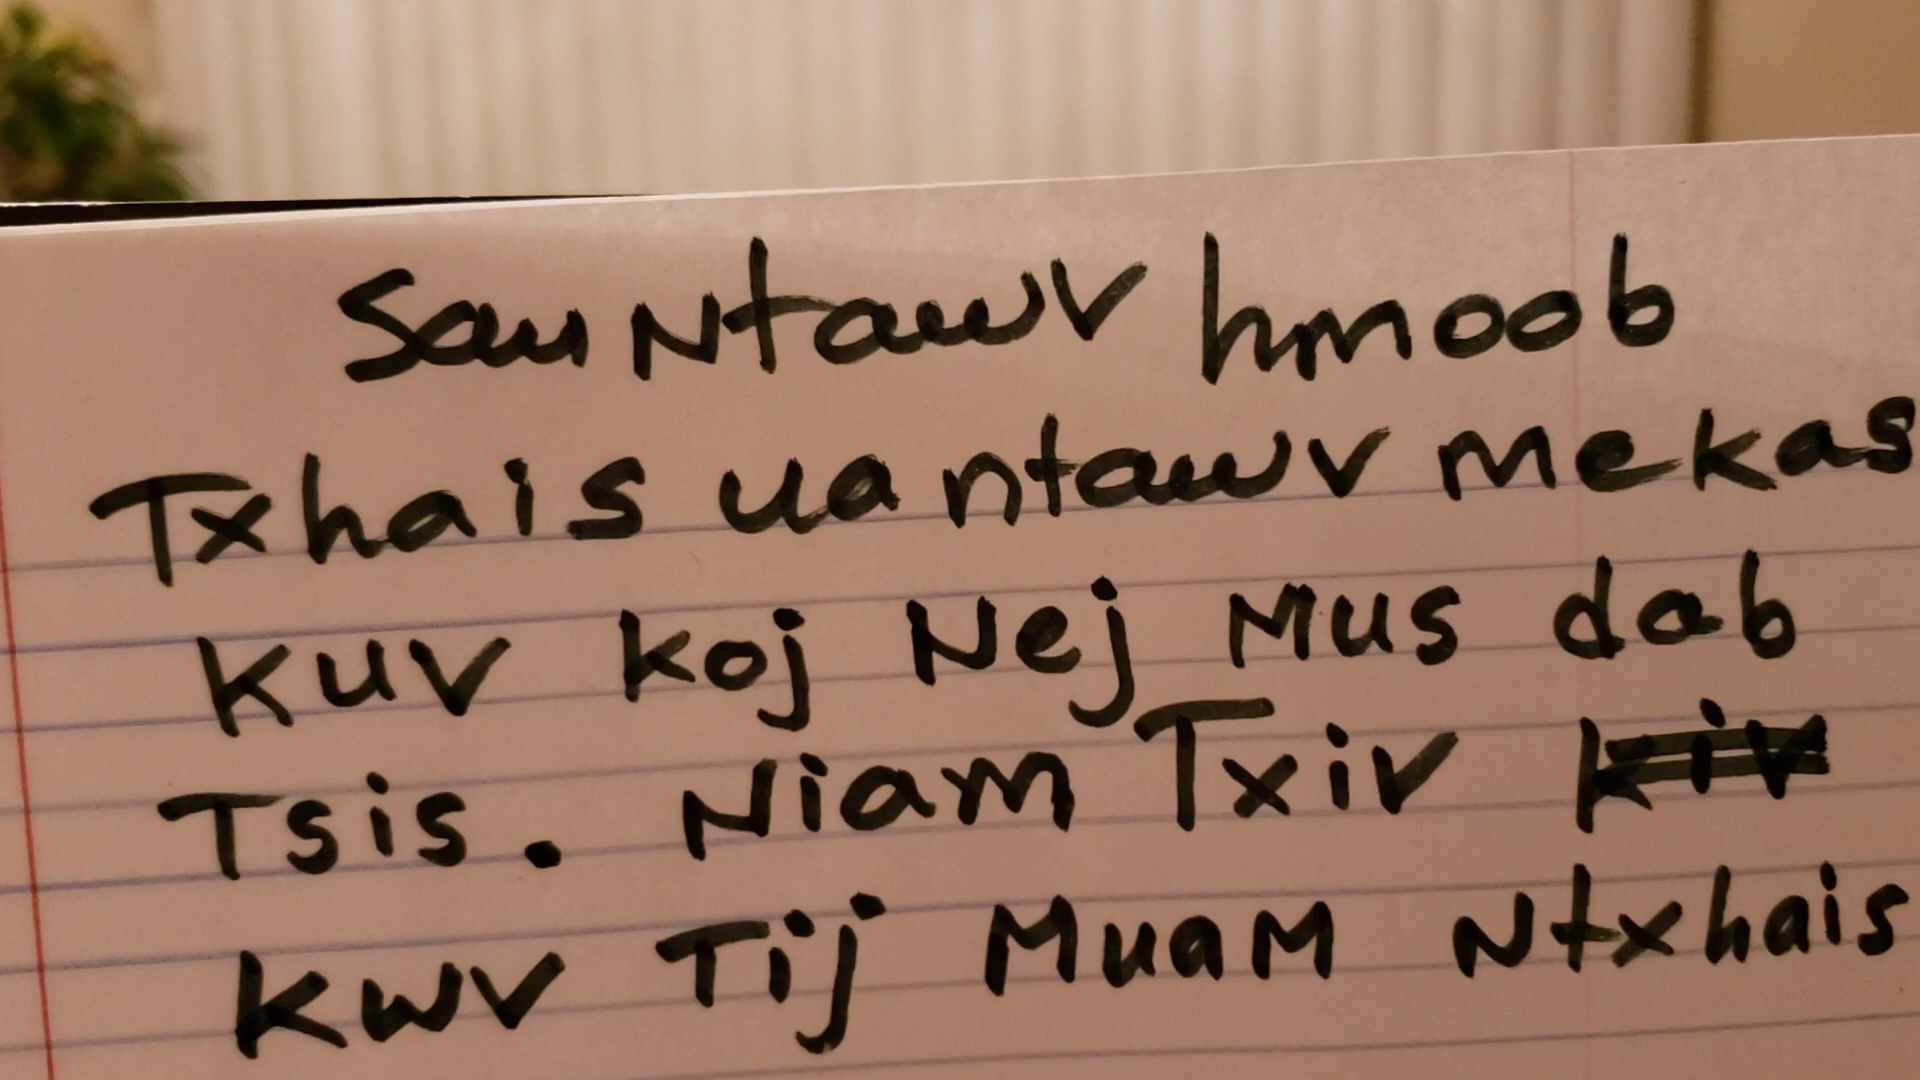 Sau Ntawv hmoob
Txhais ua ntawv mekas
Kuv koj Nej Mus dab
Tsis. Niam Txiv
Kwv Tij Muam Ntxhais